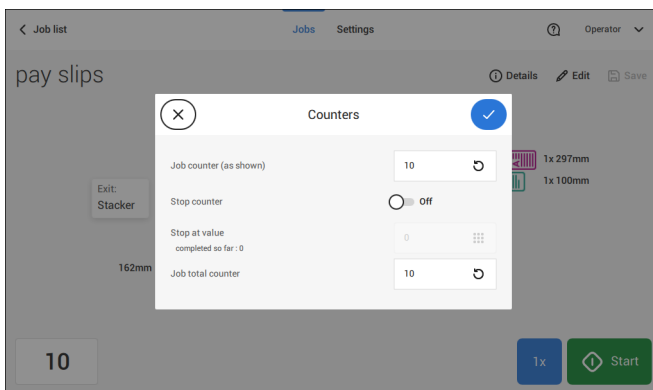 Job list Jobs Settings Operator
pay slips Details Edit Save
Counters
Job counter (as shown) 10
1x 297mm
1x 100mm
Exit:
Stacker
Stop counter Off
Stop at value 0
completed so far : 0
162mm
Job total counter 10
10 1x Start